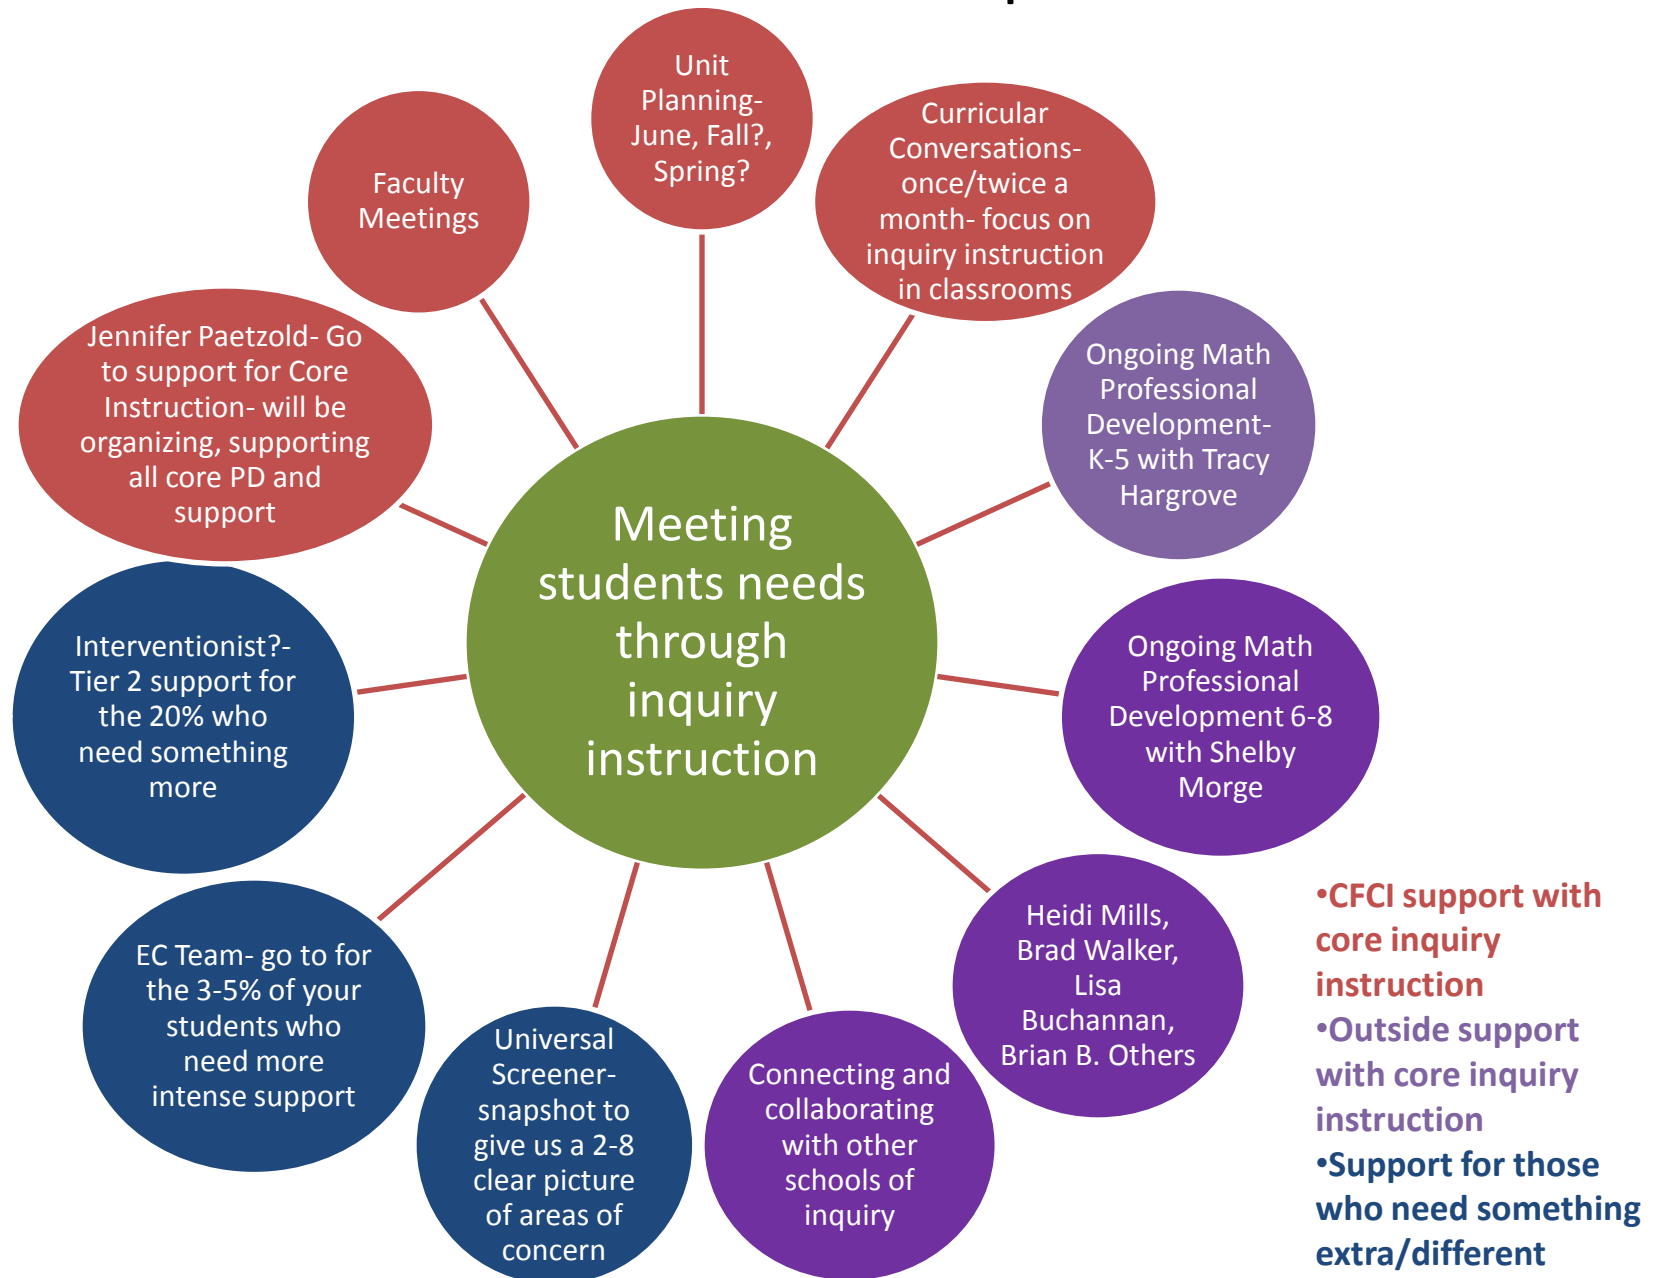 Unit
Planning-
June, Fall?,
Spring?
Curricular
Conversations-
once/twice a
month- focus on
inquiry instruction
in classrooms
Faculty
Meetings
Jennifer Paetzold- Go
to support for Core
Instruction- will be
organizing, supporting
all core PD and
support
Ongoing Math
Professional
Development-
K-5 with Tracy
Hargrove
Meeting
students needs
through
inquiry
instruction
Interventionist?-
Tier 2 support for
the 20% who
need something
more
Ongoing Math
Professional
Development 6-8
with Shelby
Morge
EC Team- go to for
the 3-5% of your
students who
need more
intense support
Heidi Mills,
Brad Walker,
Lisa
Buchannan,
Brian B. Others
Universal
Screener-
snapshot to
give us a 2-8
clear picture
of areas of
concern
Connecting and
collaborating
with other
schools of
inquiry
•CFCI support with
core inquiry
instruction
•Outside support
with core inquiry
instruction
•Support for those
who need something
extra/different